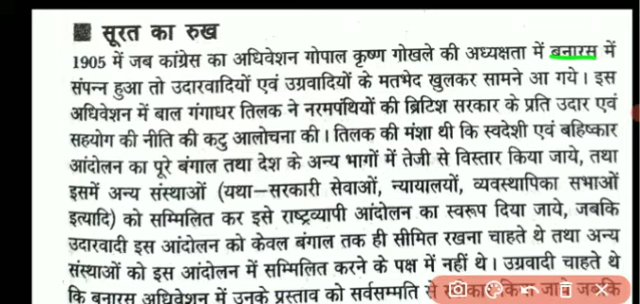 सूरत का रुख
1905 में जब कांग्रेस का अधिवेशन गोपाल कृष्ण गोखले की अध्यक्षता में बनारस में
संपन्न हुआ तो उदारवादियों एवं उग्रवादियों के मतभेद खुलकर सामने आ गये। इस
अधिवेशन में बाल गंगाधर तिलक ने नरमपंथियों की ब्रिटिश सरकार के प्रति उदार एवं
सहयोग की नीति की कटु आलोचना की। तिलक की मंशा थी कि स्वदेशी एवं बहिष्कार
आंदोलन का पूरे बंगाल तथा देश के अन्य भागों में तेजी से विस्तार किया जाये, तथा
इसमें अन्य संस्थाओं (यथा—सरकारी सेवाओं, न्यायालयों, व्यवस्थापिका सभाओं
इत्यादि) को सम्मिलित कर इसे राष्ट्रव्यापी आंदोलन का स्वरूप दिया जाये, जबकि
उदारवादी इस आंदोलन को केवल बंगाल तक ही सीमित रखना चाहते थे तथा अन्य
संस्थाओं को इस आंदोलन में सम्मिलित करने के पक्ष में नहीं थे। उग्रवादी चाहते थे
कि बनारस अधिवेशन में उनके प्रस्ताव को सर्वसम्मति से